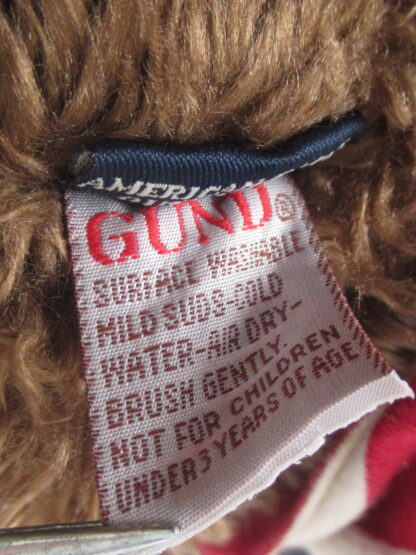 AMERICAN
GUND®
SURFACE WASHABLE
MILD SUDS-COLD
WATER-AIR DRY-
BRUSH GENTLY.
NOT FOR CHILDREN
UNDER 3 YEARS OF AGE